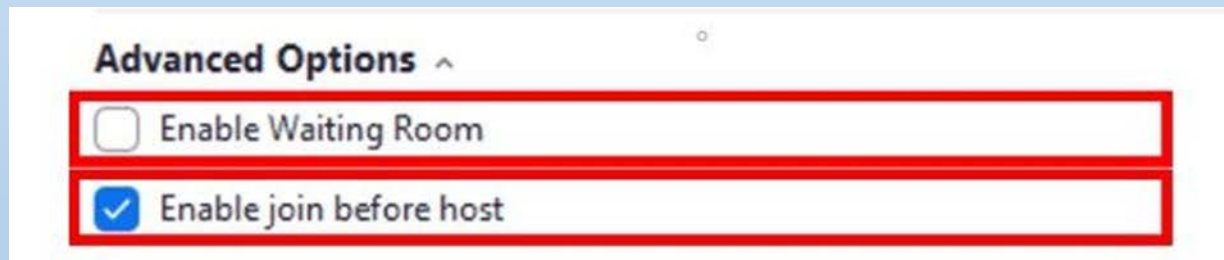 Advanced Options
Enable Waiting Room
Enable join before host